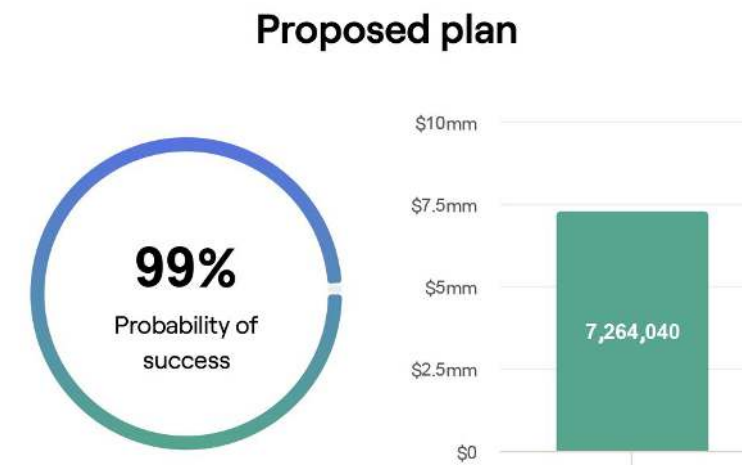 Proposed plan
99%
Probability of
success
$10mm
$7.5mm
$5mm
$2.5mm
$0
7,264,040